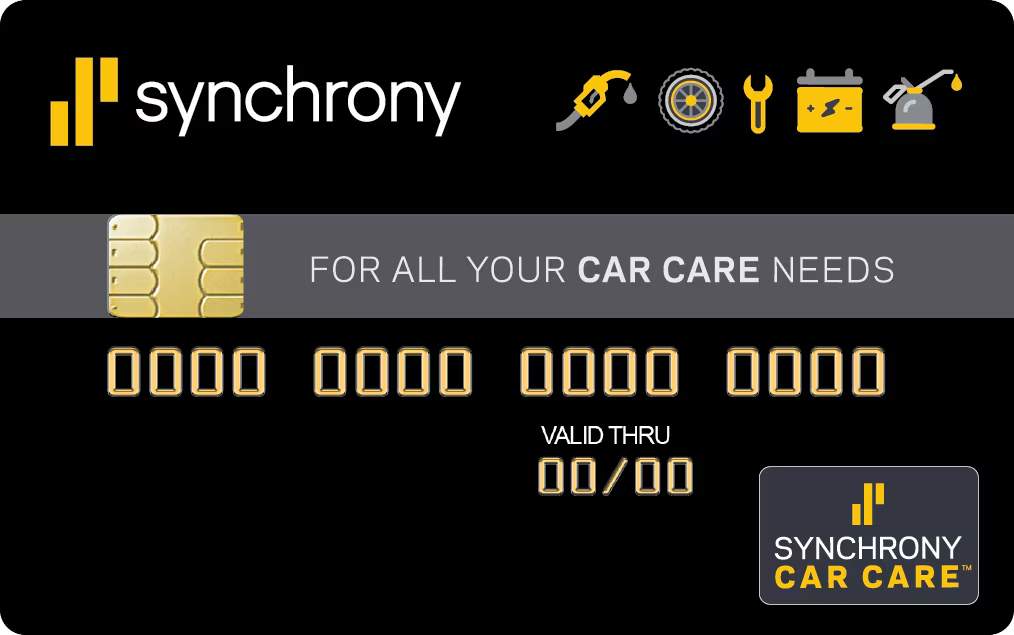 synchrony
FOR ALL YOUR CAR CARE NEEDS
0000 0000 0000 0000
VALID THRU
00/00
SYNCHRONY
CAR CARE™